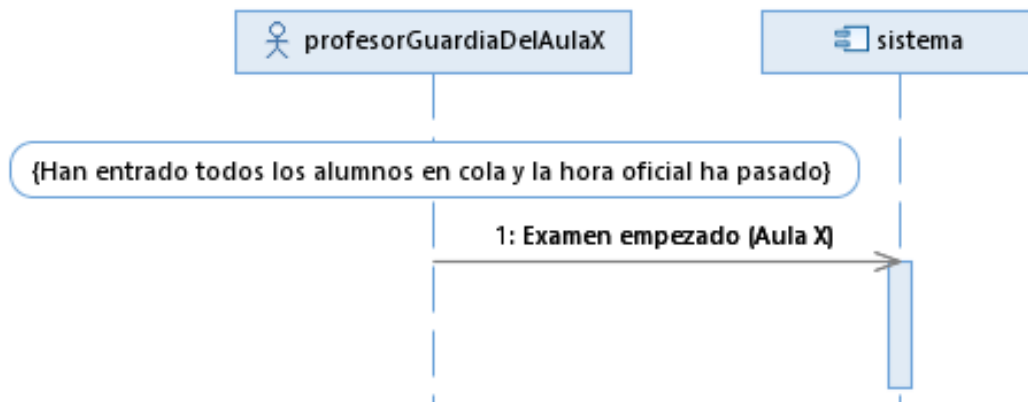 profesorGuardiaDelAulaX
sistema
{Han entrado todos los alumnos en cola y la hora oficial ha pasado}
1: Examen empezado (Aula X)